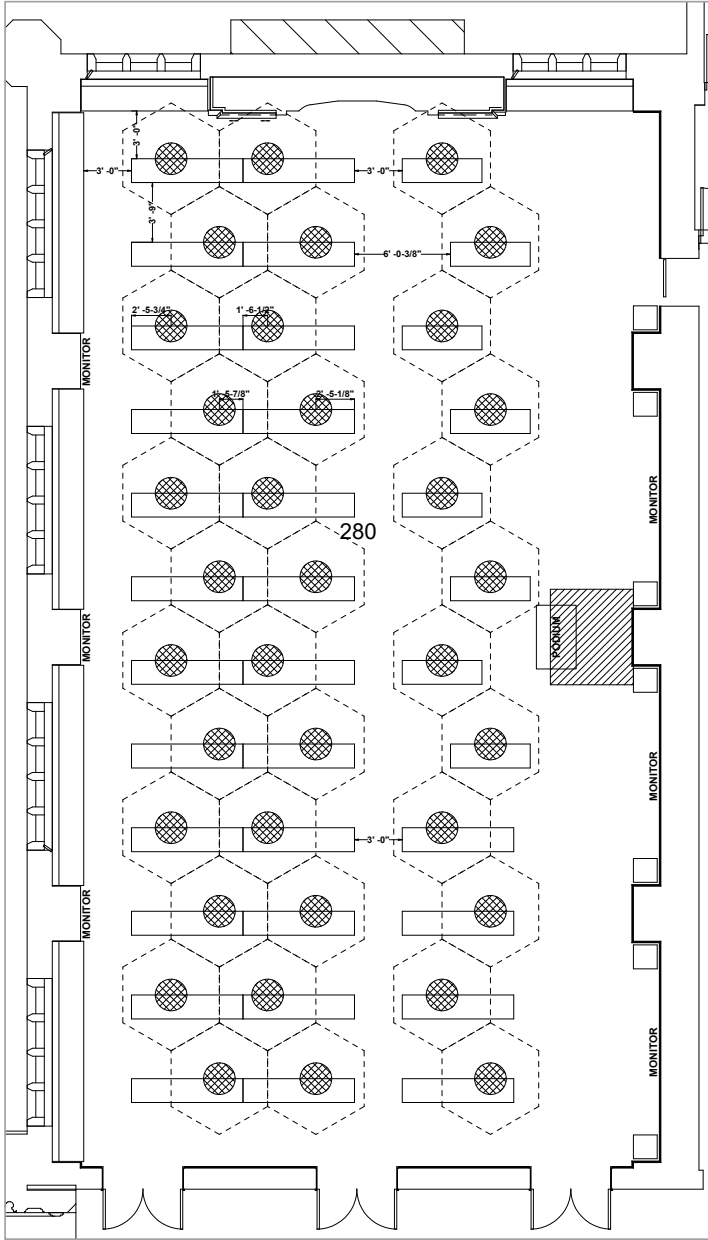 3' -0"
3' -0"
3' -0"
3' -9"
6' -0-3/8"
2' -5-3/4"
1' -6-1/2"
MONITOR
1' -5-7/8"
2' -5-1/8"
MONITOR
280
MONITOR
PODIUM
MONITOR
3' -0"
MONITOR
MONITOR